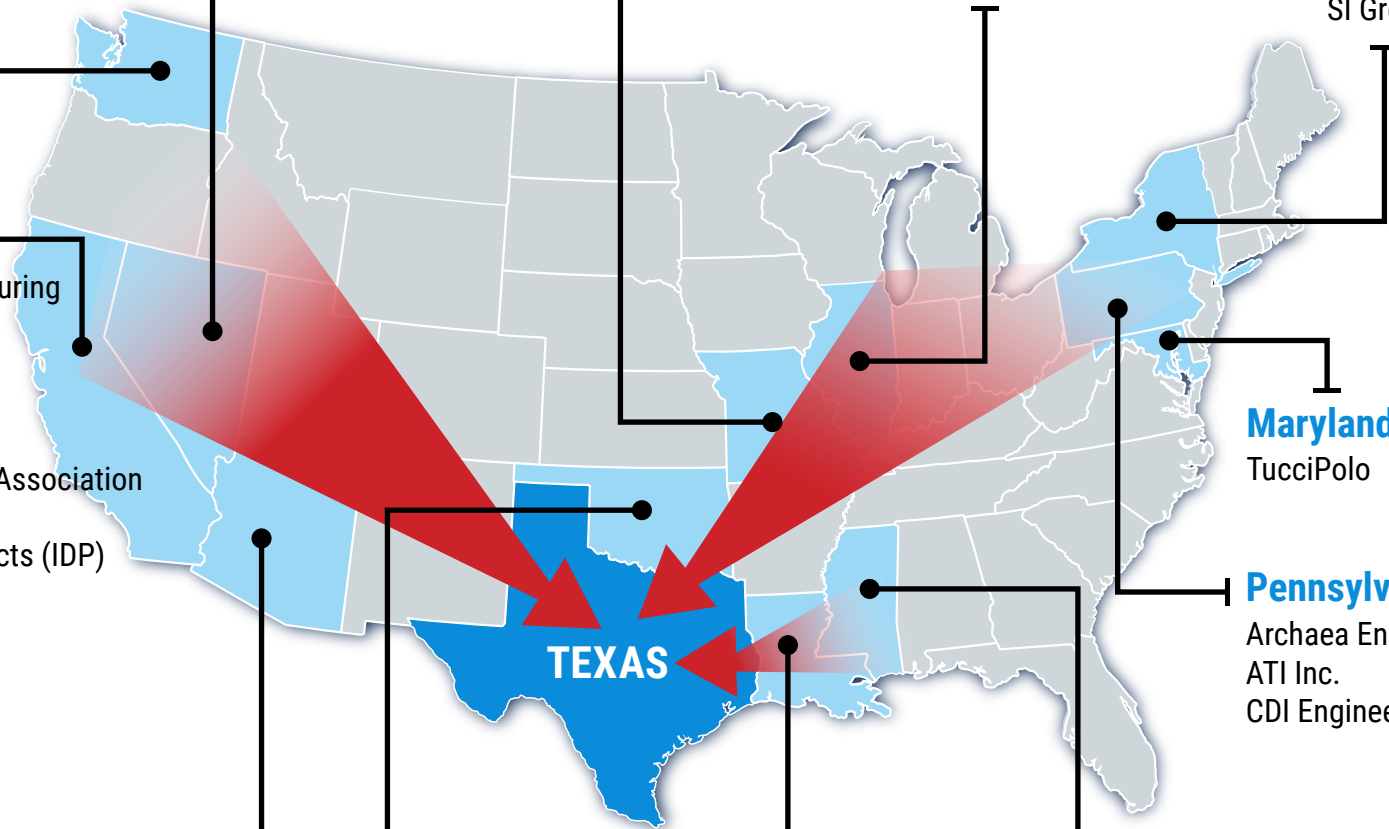 SI Gr
uring
Association
cts (IDP)
TEXAS
Maryland
TucciPolo
Pennsylv
Archaea En
ATI Inc.
CDI Enginee